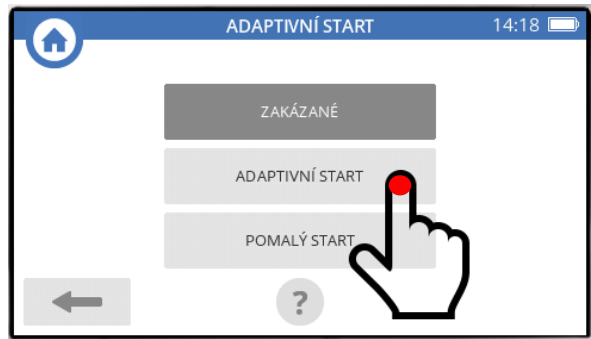 ADAPTIVNÍ START 14:18
ZAKÁZANÉ
ADAPTIVNÍ START
POMALÝ START
?